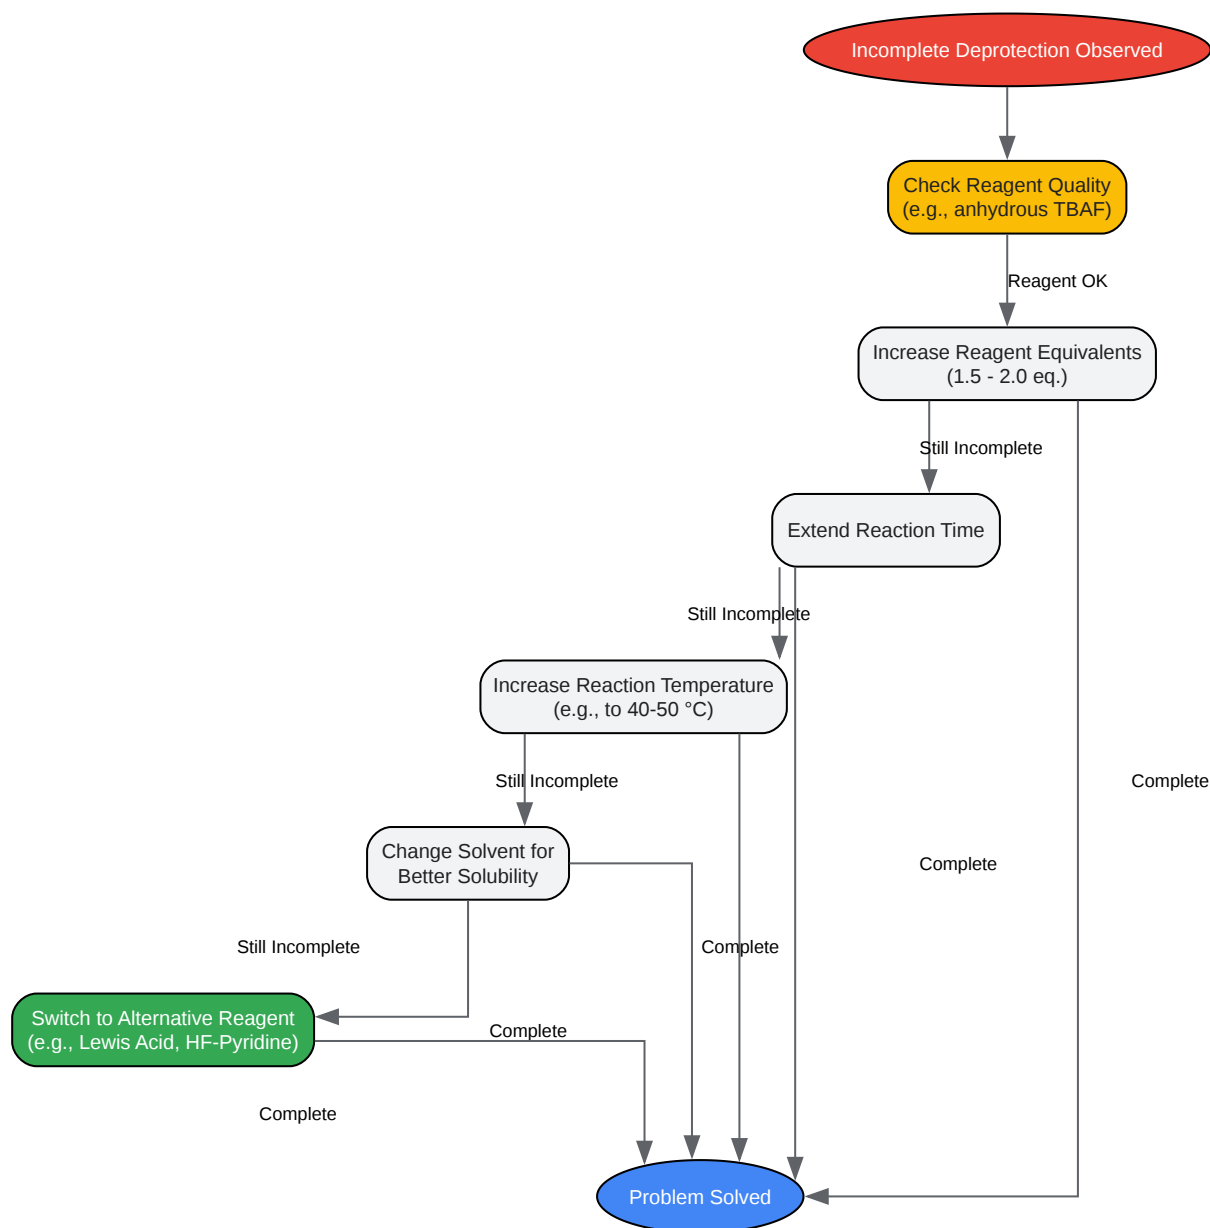 Incomplete Deprotection Observed
Check Reagent Quality
(e.g., anhydrous TBAF)
Reagent OK
Increase Reagent Equivalents
(1.5 - 2.0 eq.)
Still Incomplete
Extend Reaction Time
Still Incomplete
Increase Reaction Temperature
(e.g., to 40-50 °C)
Still Incomplete
Complete
Change Solvent for
Better Solubility
Complete
Still Incomplete
Complete
Switch to Alternative Reagent
(e.g., Lewis Acid, HF-Pyridine)
Complete
Complete
Problem Solved